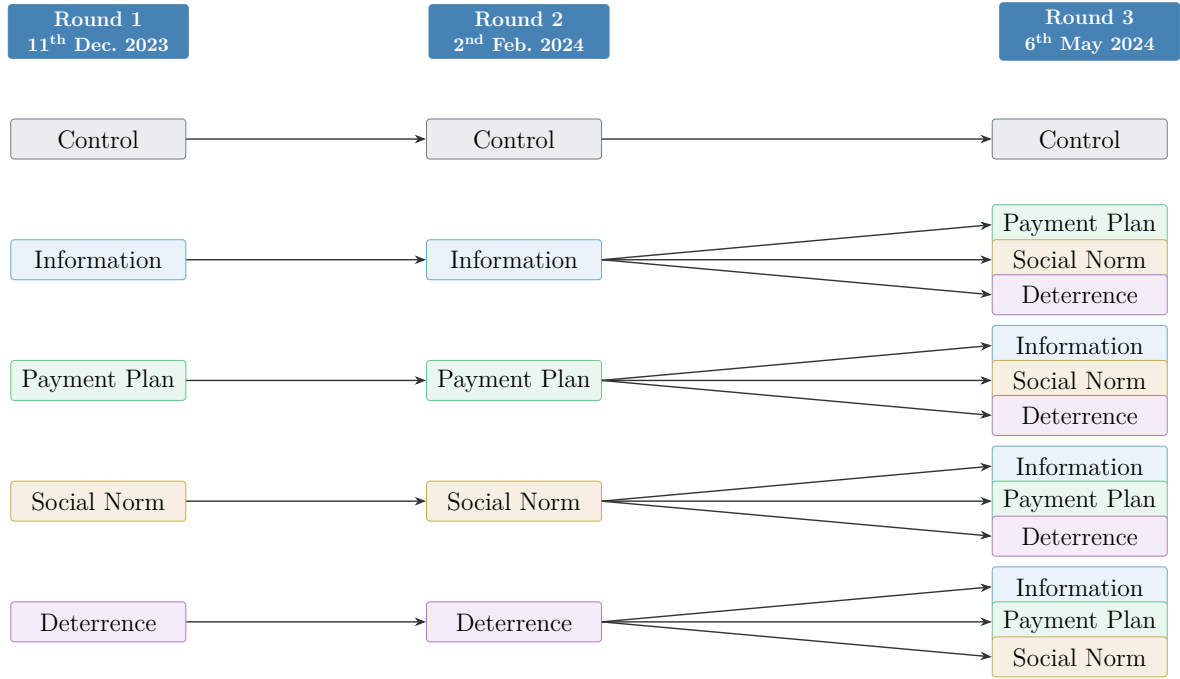 Round 1
11th Dec. 2023
Round 2
2nd Feb. 2024
Round 3
6th May 2024
Control
Control
Control
Information
Information
Payment Plan
Social Norm
Deterrence
Payment Plan
Payment Plan
Information
Social Norm
Deterrence
Social Norm
Social Norm
Information
Payment Plan
Deterrence
Deterrence
Deterrence
Information
Payment Plan
Social Norm